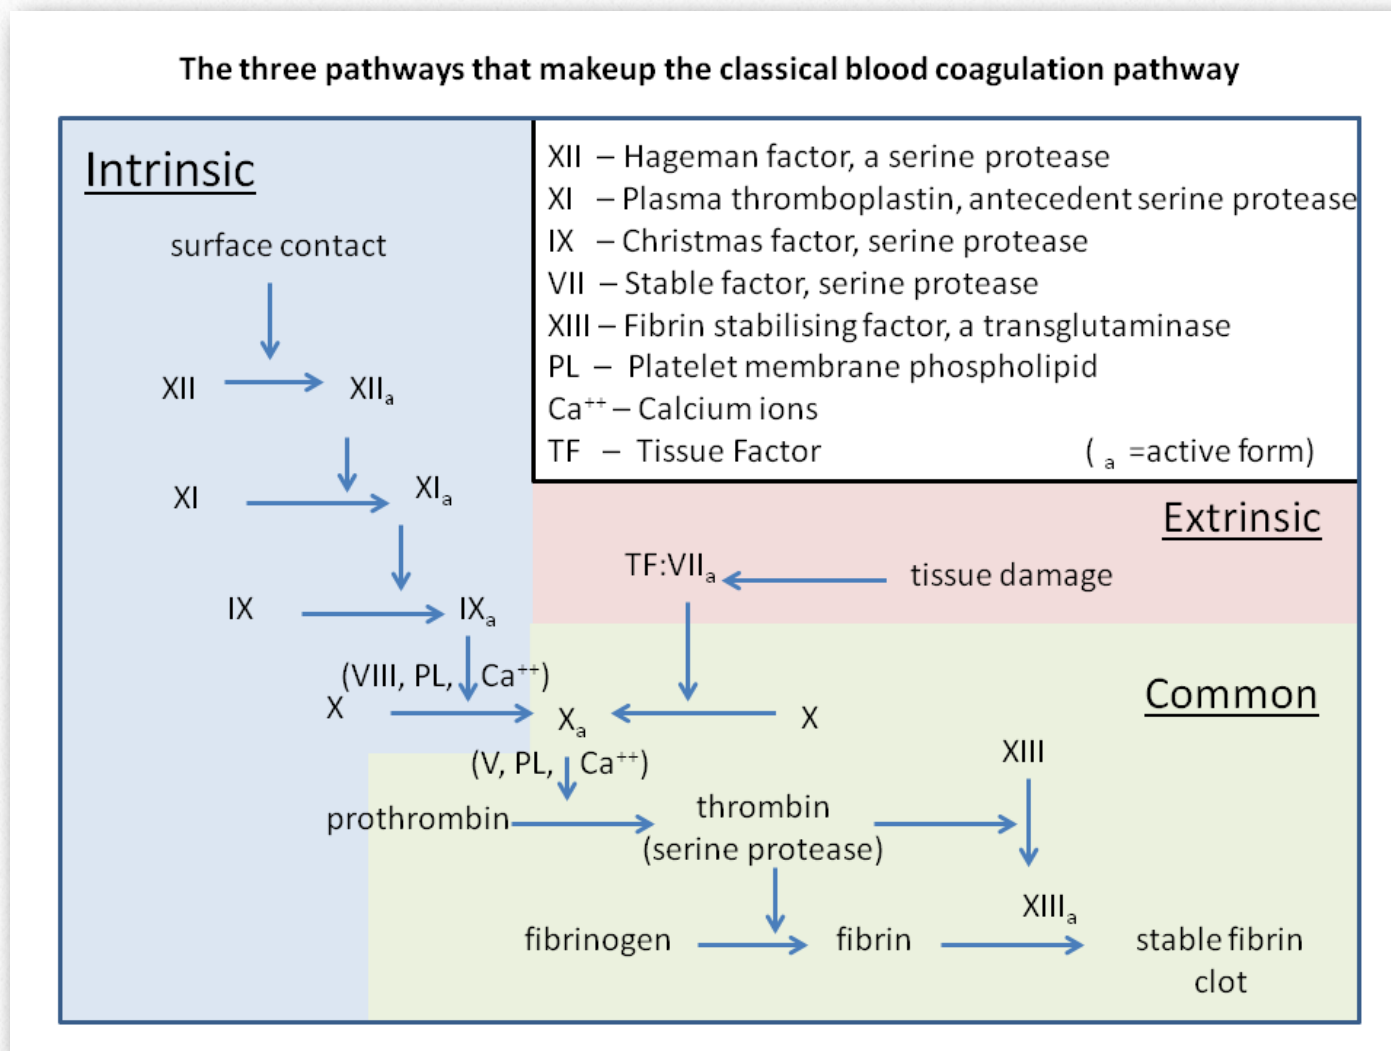 The three pathways that makeup the classical blood coagulation pathway
Intrinsic
surface contact
XII
XIIₐ
XI
XIₐ
IX
IXₐ
(VIII, PL, Ca⁺⁺)
X
XII – Hageman factor, a serine protease
XI – Plasma thromboplastin, antecedent serine protease
IX – Christmas factor, serine protease
VII – Stable factor, serine protease
XIII – Fibrin stabilising factor, a transglutaminase
PL – Platelet membrane phospholipid
Ca⁺⁺ – Calcium ions
TF – Tissue Factor ( ₐ =active form)
Extrinsic
TF:VIIₐ
tissue damage
Common
Xₐ
X
(V, PL, Ca⁺⁺)
XIII
prothrombin
thrombin
(serine protease)
XIIIₐ
fibrinogen
fibrin
stable fibrin
clot